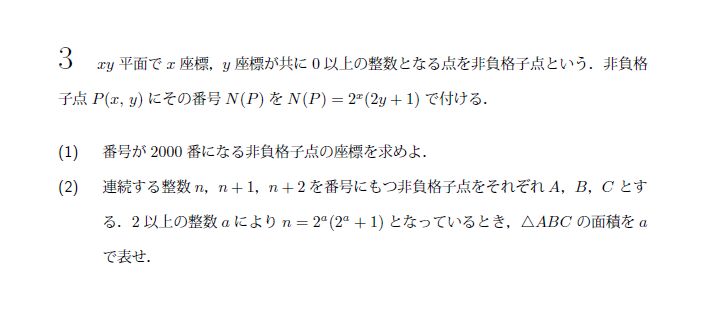 3 xy 平面で x 座標，y 座標が共に 0 以上の整数となる点を非負格子点という．非負格
子点 P(x, y) にその番号 N(P) を N(P) = 2^x(2y + 1) で付ける．
(1) 番号が 2000 番になる非負格子点の座標を求めよ．
(2) 連続する整数 n，n + 1，n + 2 を番号にもつ非負格子点をそれぞれ A，B，C とす
る．2 以上の整数 a により n = 2^a(2^a + 1) となっているとき，△ABC の面積を a
で表せ．